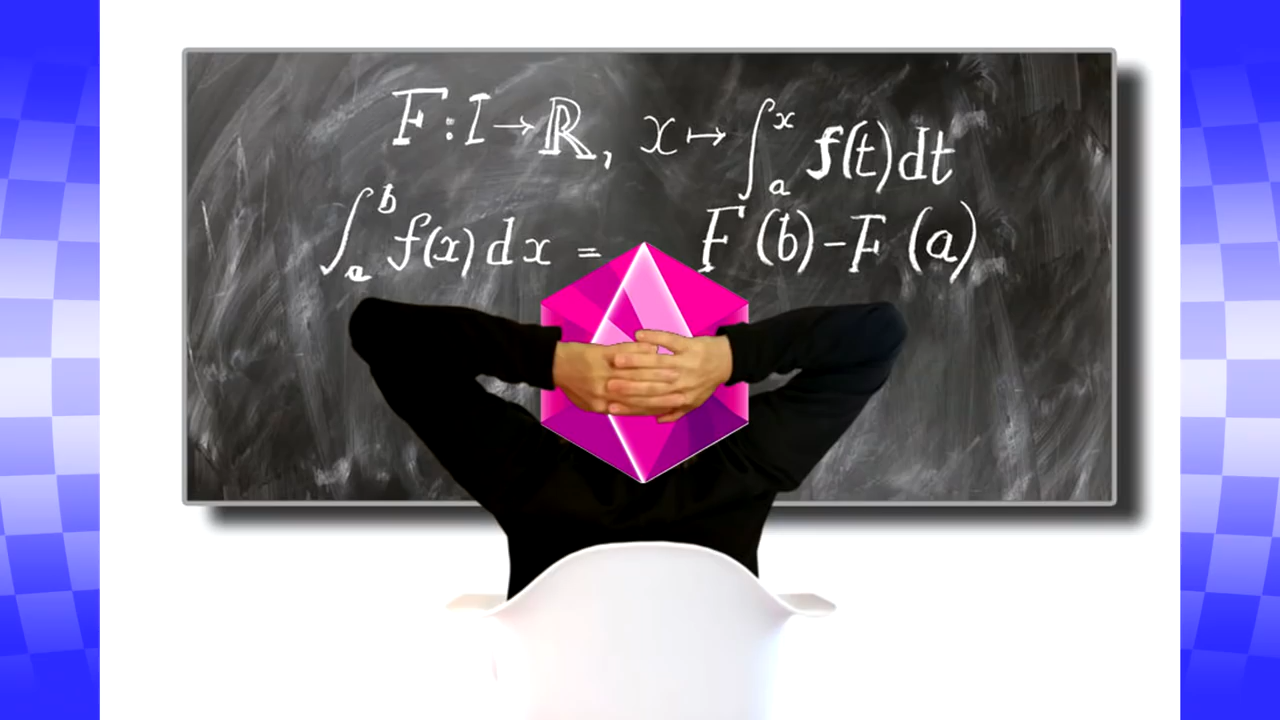 F : I → ℝ, x ↦ ∫ₐˣ f(t) dt
∫ₐᵇ f(x) dx = F (b) – F (a)